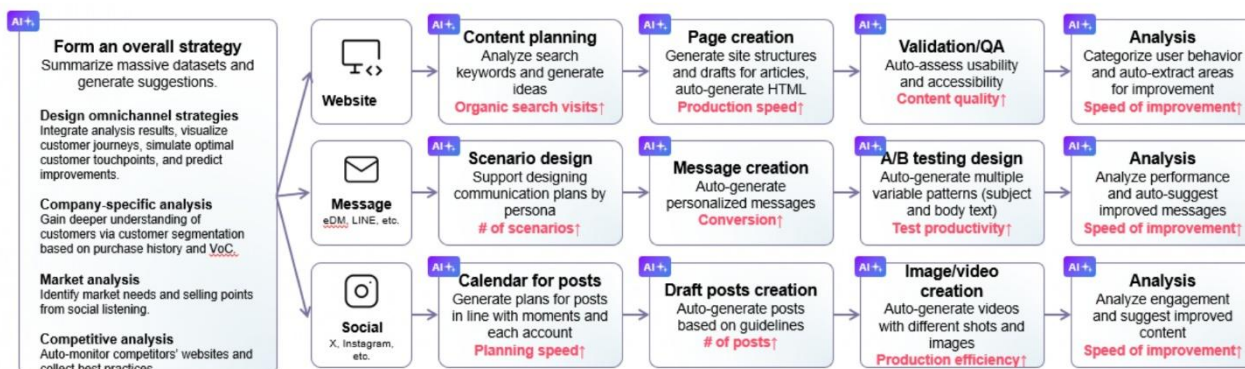 AI
Form an overall strategy
Summarize massive datasets and
generate suggestions.
Design omnichannel strategies
Integrate analysis results, visualize
customer journeys, simulate optimal
customer touchpoints, and predict
improvements.
Company-specific analysis
Gain deeper understanding of
customers via customer segmentation
based on purchase history and VoC.
Market analysis
Identify market needs and selling points
from social listening.
Competitive analysis
Auto-monitor competitors' websites and
collect best practices
Website
AI
Content planning
Analyze search
keywords and generate
ideas
Organic search visits↑
AI
Page creation
Generate site structures
and drafts for articles,
auto-generate HTML
Production speed↑
AI
Validation/QA
Auto-assess usability
and accessibility
Content quality↑
AI
Analysis
Categorize user behavior
and auto-extract areas
for improvement
Speed of improvement↑
Message
eDM, LINE, etc.
AI
Scenario design
Support designing
communication plans by
persona
# of scenarios↑
AI
Message creation
Auto-generate
personalized messages
Conversion↑
AI
A/B testing design
Auto-generate multiple
variable patterns (subject
and body text)
Test productivity↑
AI
Analysis
Analyze performance
and auto-suggest
improved messages
Speed of improvement↑
Social
X, Instagram,
etc.
AI
Calendar for posts
Generate plans for posts
in line with moments and
each account
Planning speed↑
AI
Draft posts creation
Auto-generate posts
based on guidelines
# of posts↑
AI
Image/video
creation
Auto-generate videos
with different shots and
images
Production efficiency↑
AI
Analysis
Analyze engagement
and suggest improved
content
Speed of improvement↑